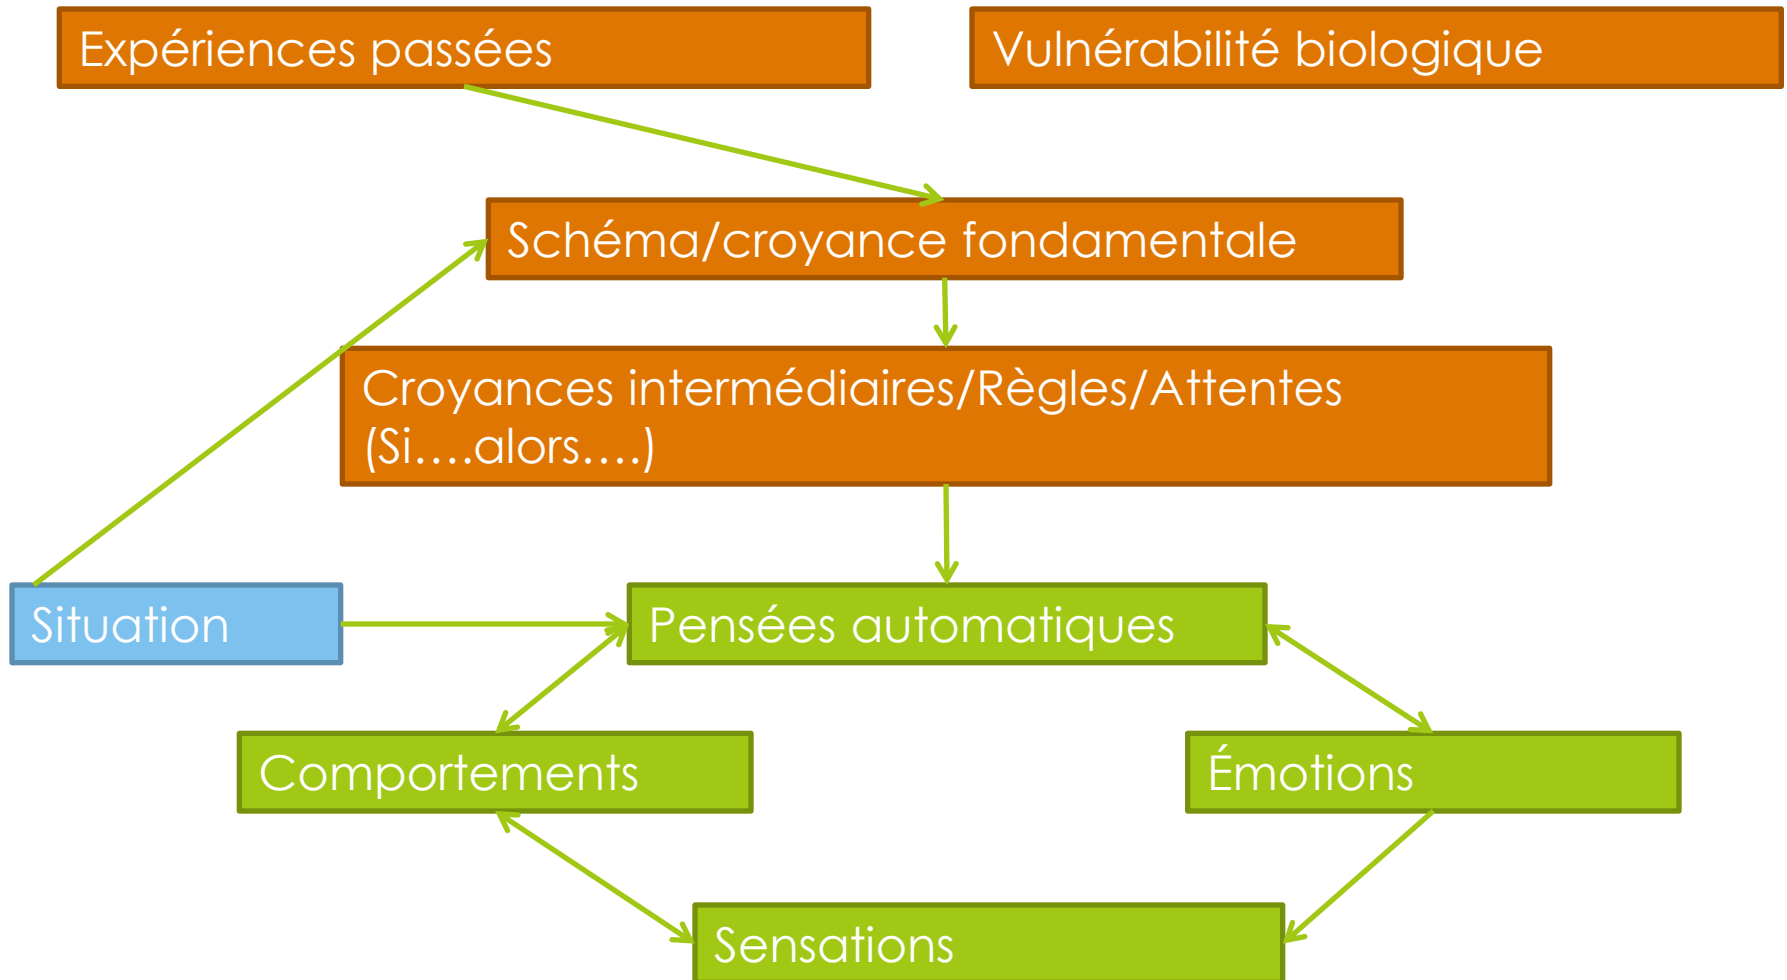 Expériences passées
Vulnérabilité biologique
Schéma/croyance fondamentale
Croyances intermédiaires/Règles/Attentes
(Si....alors....)
Situation
Pensées automatiques
Comportements
Émotions
Sensations